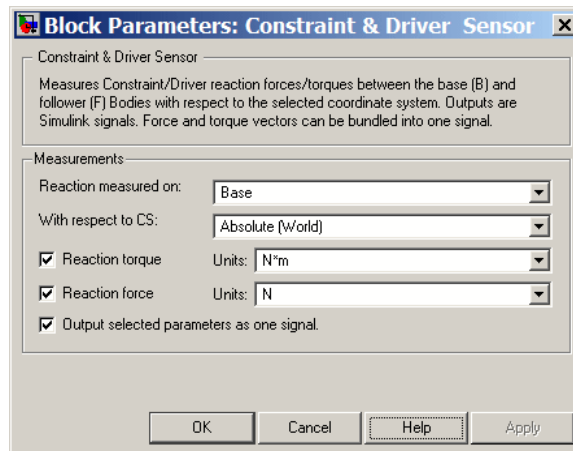 Block Parameters: Constraint & Driver Sensor
Constraint & Driver Sensor
Measures Constraint/Driver reaction forces/torques between the base (B) and
follower (F) Bodies with respect to the selected coordinate system. Outputs are
Simulink signals. Force and torque vectors can be bundled into one signal.
Measurements
Reaction measured on: Base
With respect to CS: Absolute (World)
Reaction torque Units: N*m
Reaction force Units: N
Output selected parameters as one signal.
OK Cancel Help Apply